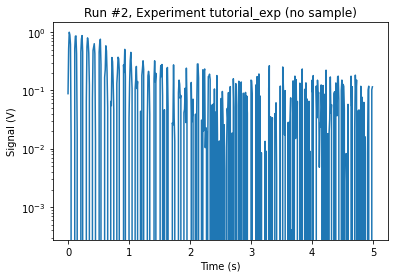 Run #2, Experiment tutorial_exp (no sample)
Signal (V)
10⁰
10⁻¹
10⁻²
10⁻³
0 1 2 3 4 5
Time (s)